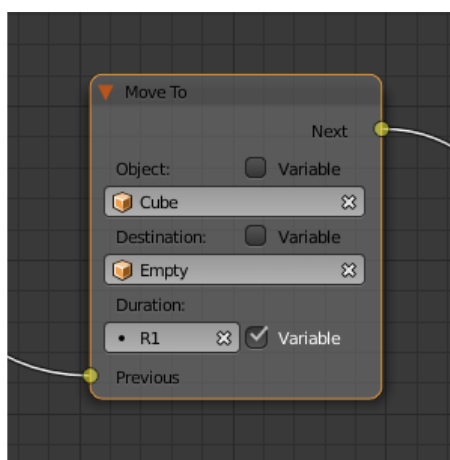 Move To
Next
Object: Variable
Cube
Destination: Variable
Empty
Duration:
R1 Variable
Previous